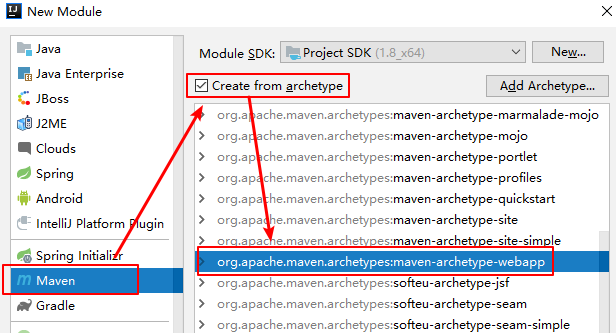 New Module
Java
Java Enterprise
JBoss
J2ME
Clouds
Spring
Android
IntelliJ Platform Plugin
Spring Initializr
Maven
Gradle
Module SDK: Project SDK (1.8_x64) New...
Create from archetype Add Archetype...
org.apache.maven.archetypes:maven-archetype-marmalade-mojo
org.apache.maven.archetypes:maven-archetype-mojo
org.apache.maven.archetypes:maven-archetype-portlet
org.apache.maven.archetypes:maven-archetype-profiles
org.apache.maven.archetypes:maven-archetype-quickstart
org.apache.maven.archetypes:maven-archetype-site
org.apache.maven.archetypes:maven-archetype-site-simple
org.apache.maven.archetypes:maven-archetype-webapp
org.apache.maven.archetypes:softeu-archetype-jsf
org.apache.maven.archetypes:softeu-archetype-seam
org.apache.maven.archetypes:softeu-archetype-seam-simple